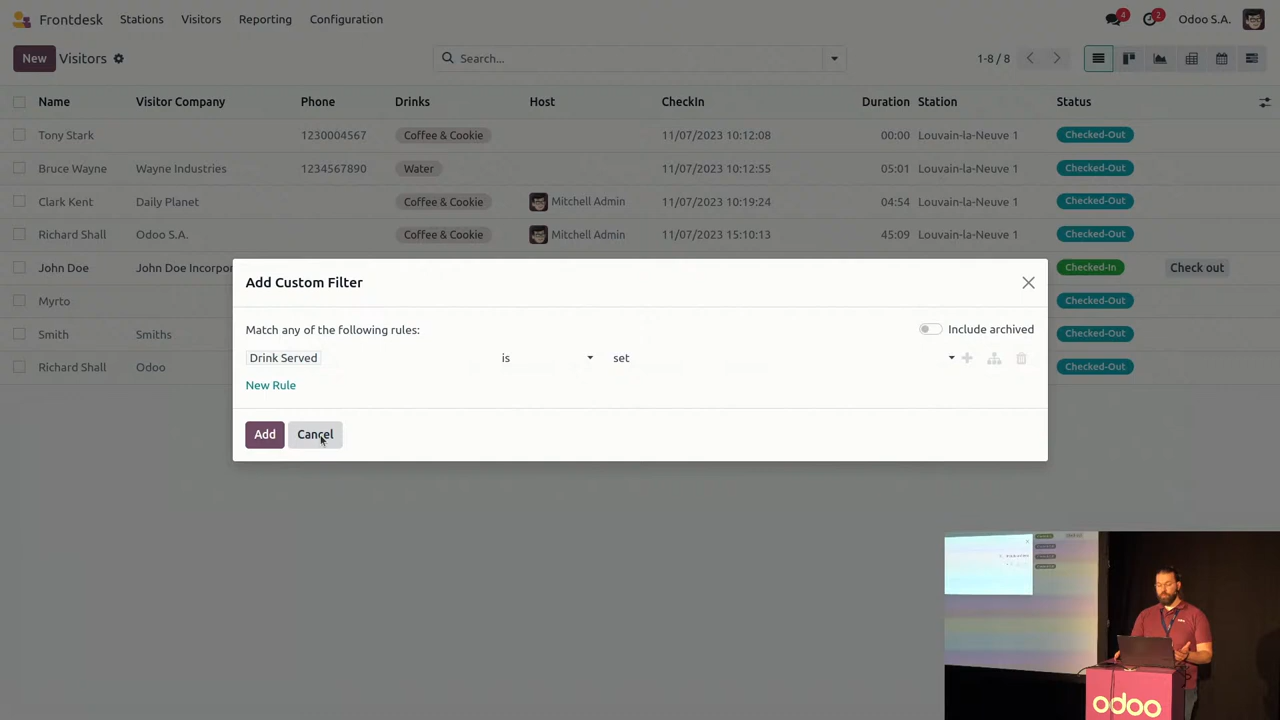 Frontdesk Stations Visitors Reporting Configuration 4 2 Odoo S.A.
New Visitors Search... 1-8 / 8
Name Visitor Company Phone Drinks Host CheckIn Duration Station Status
Tony Stark 1230004567 Coffee & Cookie 11/07/2023 10:12:08 00:00 Louvain-la-Neuve 1 Checked-Out
Bruce Wayne Wayne Industries 1234567890 Water 11/07/2023 10:12:55 05:01 Louvain-la-Neuve 1 Checked-Out
Clark Kent Daily Planet Coffee & Cookie Mitchell Admin 11/07/2023 10:19:24 04:54 Louvain-la-Neuve 1 Checked-Out
Richard Shall Odoo S.A. Coffee & Cookie Mitchell Admin 11/07/2023 15:10:13 45:09 Louvain-la-Neuve 1 Checked-Out
John Doe John Doe Incorpor Checked-In Check out
Myrto Checked-Out
Smith Smiths Checked-Out
Richard Shall Odoo Checked-Out
Add Custom Filter
Match any of the following rules: Include archived
Drink Served is set
New Rule
Add Cancel
odoo